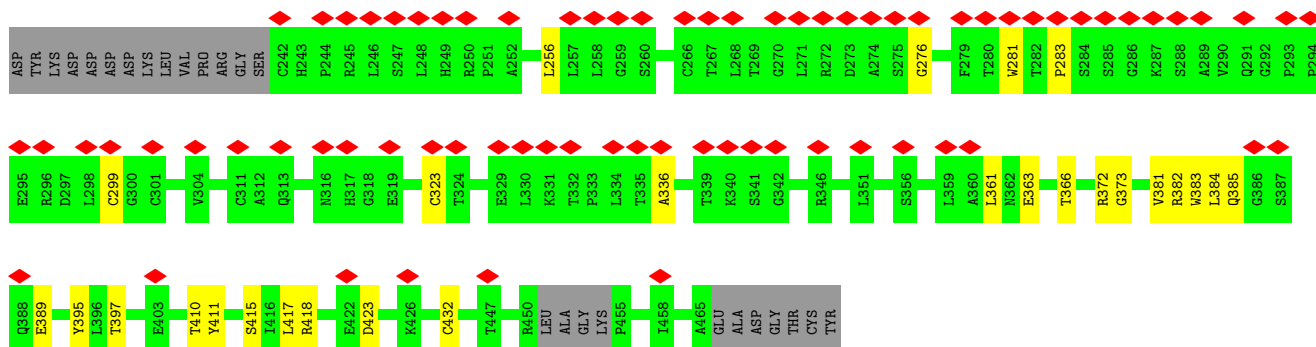 ASP TYR LYS ASP ASP ASP ASP LYS LEU VAL PRO ARG GLY SER C242 H243 P244 R245 L246 S247 L248 H249 R250 P251 A252 L256 L257 L258 G259 S260 C266 T267 L268 T269 G270 L271 R272 D273 A274 S275 G276 F279 T280 W281 T282 P283 S284 S285 G286 K287 S288 A289 V290 Q291 G292 P293 P294
E295 R296 D297 L298 C299 G300 C301 V304 C311 A312 Q313 N316 H317 G318 E319 C323 T324 E329 L330 K331 T332 P333 L334 T335 A336 T339 K340 S341 G342 R346 L351 S356 L359 A360 L361 N362 E363 T366 R372 G373 V381 R382 W383 L384 Q385 G386 S387
Q388 E389 Y395 L396 T397 E403 T410 Y411 S415 I416 L417 R418 E422 D423 K426 C432 T447 R450 LEU ALA GLY LYS P455 I458 A465 GLU ALA ASP GLY THR CYS TYR